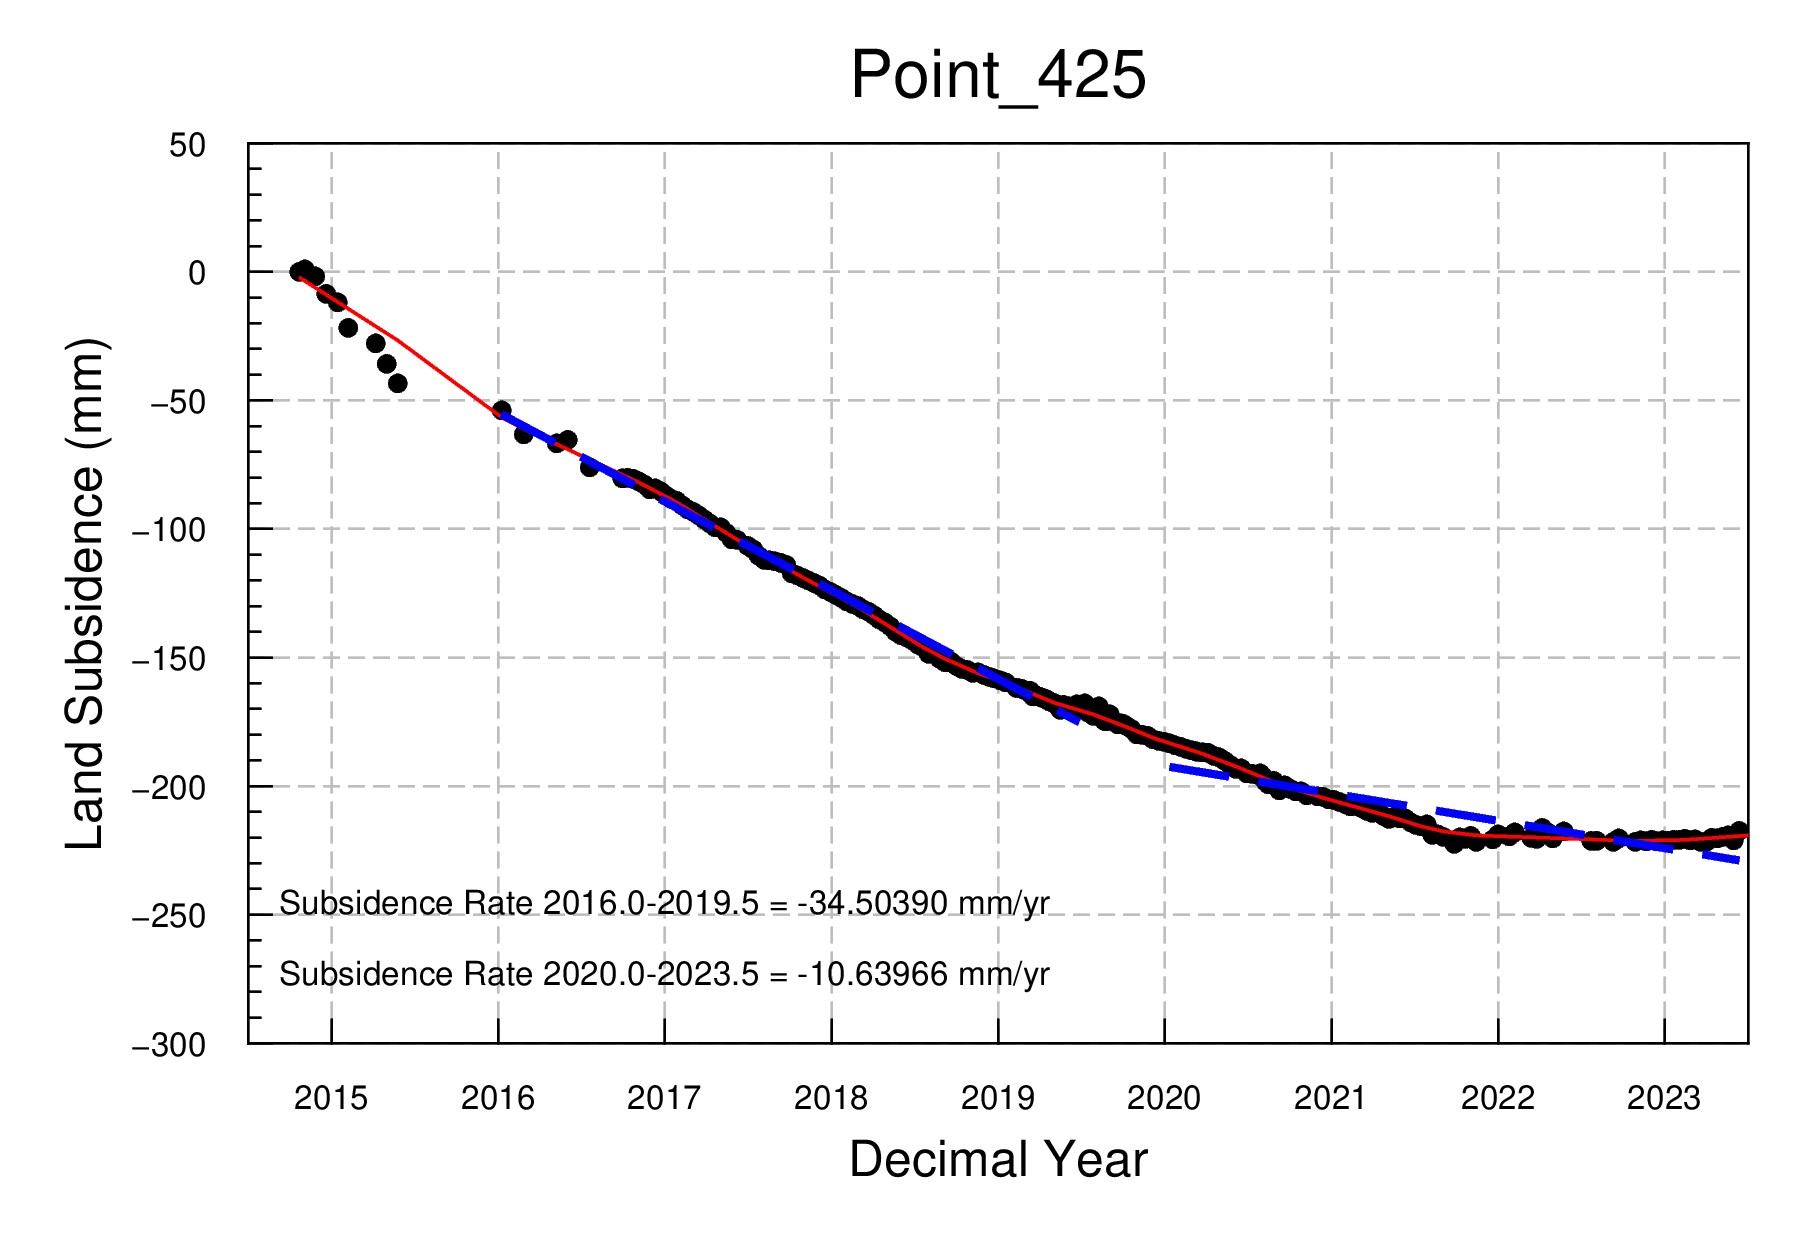 Point_425
50
0
−50
−100
−150
−200
−250
−300
Land Subsidence (mm)
Subsidence Rate 2016.0-2019.5 = -34.50390 mm/yr
Subsidence Rate 2020.0-2023.5 = -10.63966 mm/yr
2015 2016 2017 2018 2019 2020 2021 2022 2023
Decimal Year